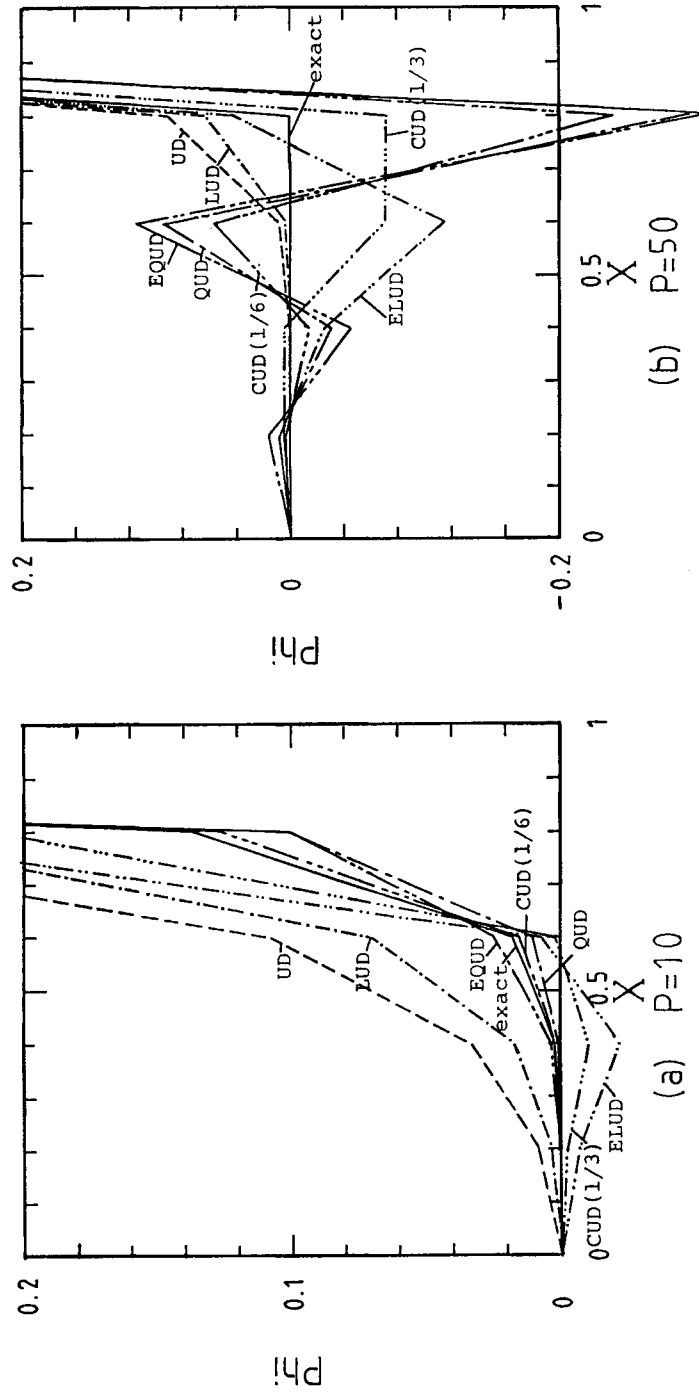 0.2
0.1
0
Phi
UD
LUD
EQUD
exact
CUD(1/6)
QUD
CUD(1/3)
ELUD
0
0.5
1
X
(a) P=10
0.2
0
-0.2
Phi
UD
LUD
exact
EQUD
QUD
CUD(1/6)
CUD(1/3)
ELUD
0
0.5
1
X
(b) P=50